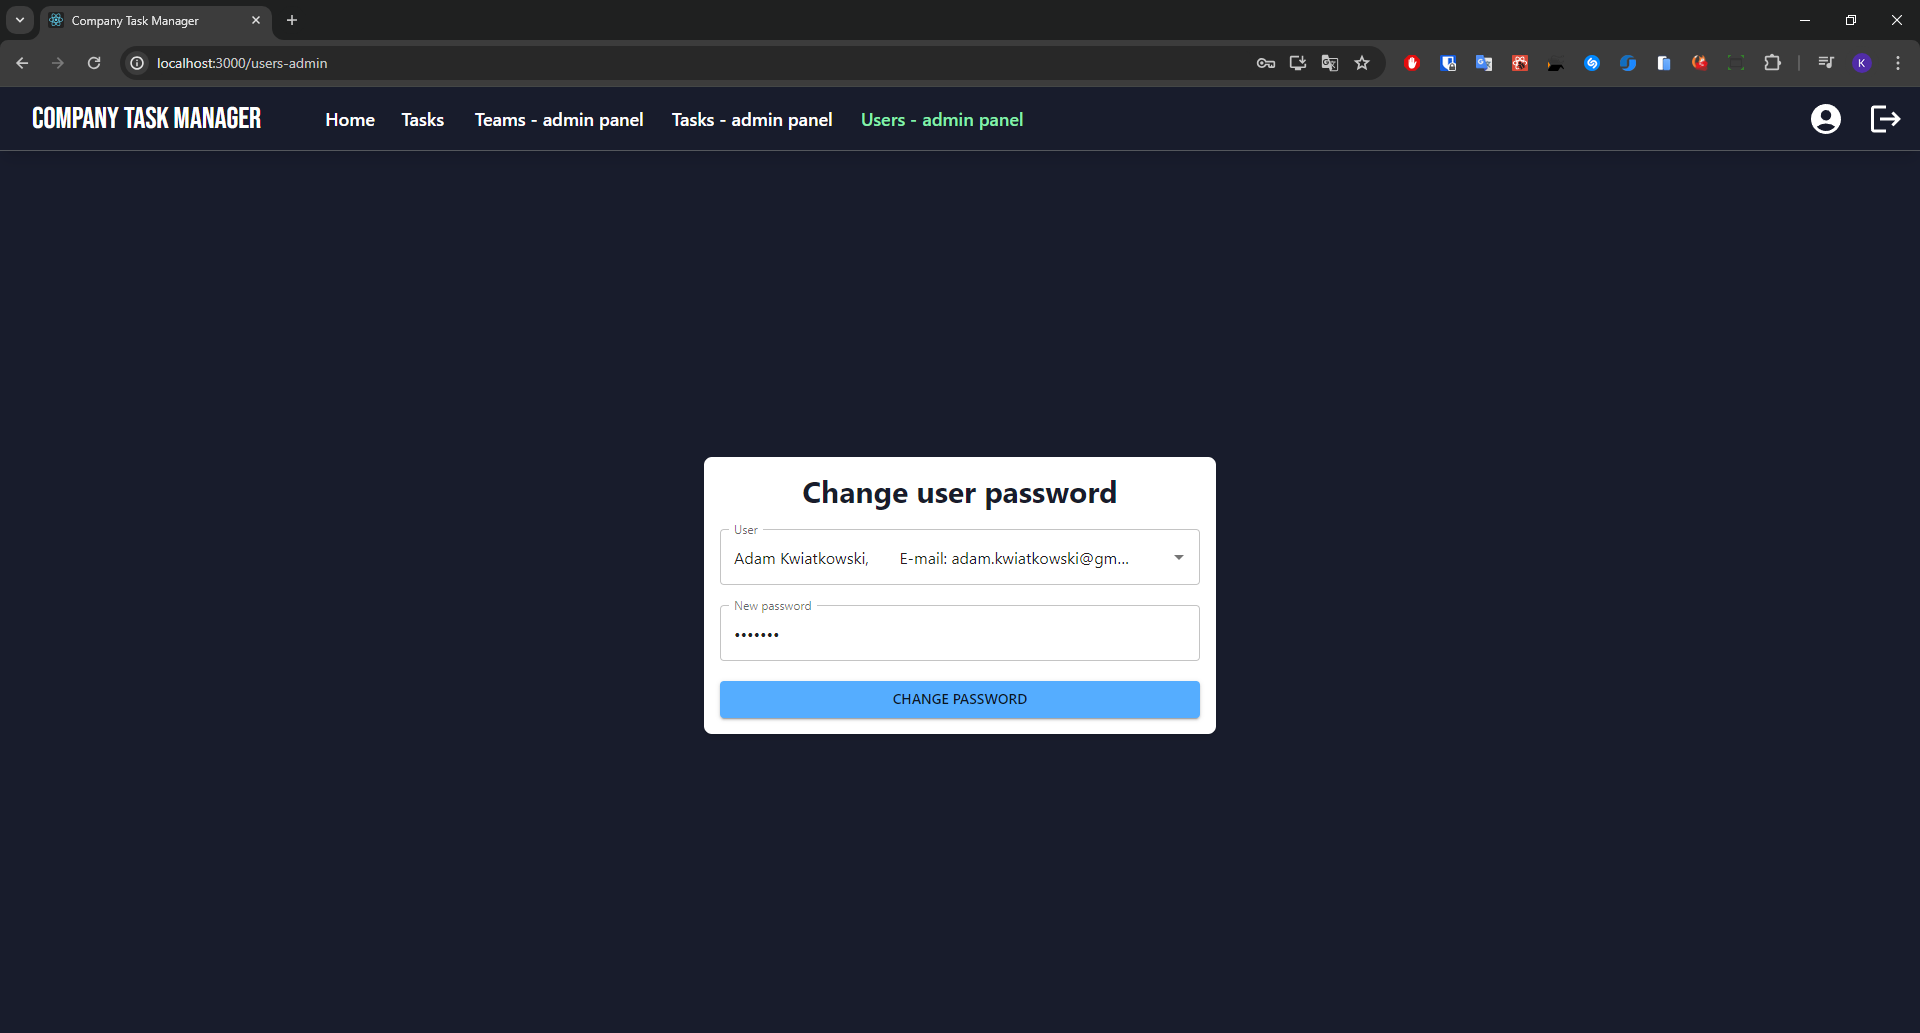 Company Task Manager
localhost:3000/users-admin
K
COMPANY TASK MANAGER
Home
Tasks
Teams - admin panel
Tasks - admin panel
Users - admin panel
Change user password
User
Adam Kwiatkowski, E-mail: adam.kwiatkowski@gm...
New password
•••••••
CHANGE PASSWORD